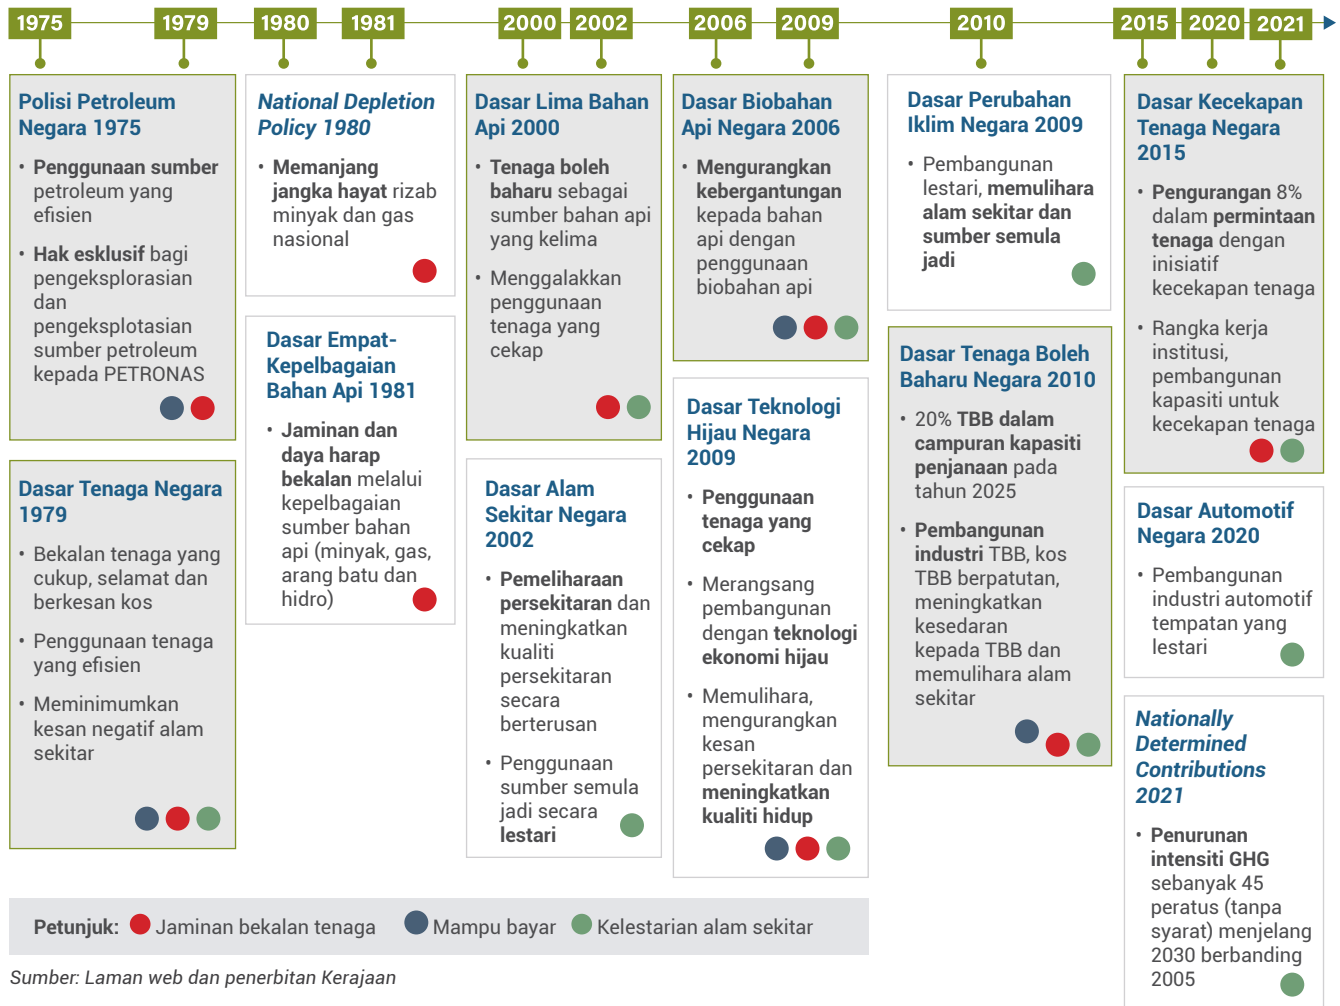 1975
1979
1980
1981
2000
2002
2006
2009
2010
2015
2020
2021
Polisi Petroleum
Negara 1975
• Penggunaan sumber
petroleum yang
efisien
• Hak esklusif bagi
pengeksplorasian
dan
pengeksplotasian
sumber petroleum
kepada PETRONAS
Dasar Tenaga Negara
1979
• Bekalan tenaga yang
cukup, selamat dan
berkesan kos
• Penggunaan tenaga
yang efisien
• Meminimumkan
kesan negatif alam
sekitar
National Depletion
Policy 1980
• Memanjang
jangka hayat rizab
minyak dan gas
nasional
Dasar Empat-
Kepelbagaian
Bahan Api 1981
• Jaminan dan
daya harap
bekalan melalui
kepelbagaian
sumber bahan
api (minyak, gas,
arang batu dan
hidro)
Dasar Lima Bahan
Api 2000
• Tenaga boleh
baharu sebagai
sumber bahan api
yang kelima
• Menggalakkan
penggunaan
tenaga yang
cekap
Dasar Alam
Sekitar Negara
2002
• Pemeliharaan
persekitaran dan
meningkatkan
kualiti
persekitaran
secara
berterusan
• Penggunaan
sumber semula
jadi secara
lestari
Dasar Biobahan
Api Negara 2006
• Mengurangkan
kebergantungan
kepada bahan
api dengan
penggunaan
biobahan api
Dasar Teknologi
Hijau Negara
2009
• Penggunaan
tenaga yang
cekap
• Merangsang
pembangunan
dengan teknologi
ekonomi hijau
• Memulihara,
mengurangkan
kesan
persekitaran dan
meningkatkan
kualiti hidup
Dasar Perubahan
Iklim Negara 2009
• Pembangunan
lestari, memulihara
alam sekitar dan
sumber semula
jadi
Dasar Tenaga Boleh
Baharu Negara 2010
• 20% TBB dalam
campuran kapasiti
penjanaan pada
tahun 2025
• Pembangunan
industri TBB, kos
TBB berpatutan,
meningkatkan
kesedaran
kepada TBB dan
memulihara alam
sekitar
Dasar Kecekapan
Tenaga Negara
2015
• Pengurangan 8%
dalam permintaan
tenaga dengan
inisiatif
kecekapan tenaga
• Rangka kerja
institusi,
pembangunan
kapasiti untuk
kecekapan tenaga
Dasar Automotif
Negara 2020
• Pembangunan
industri automotif
tempatan yang
lestari
Nationally
Determined
Contributions
2021
• Penurunan
intensiti GHG
sebanyak 45
peratus (tanpa
syarat) menjelang
2030 berbanding
2005
Petunjuk: Jaminan bekalan tenaga Mampu bayar Kelestarian alam sekitar
Sumber: Laman web dan penerbitan Kerajaan